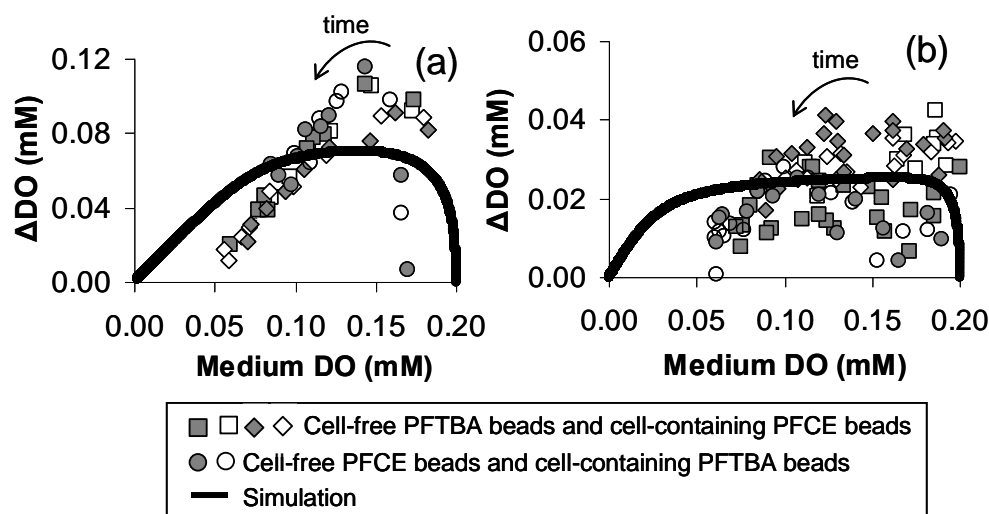 time
(a)
0.12
0.08
0.04
0.00
ΔDO (mM)
0.00 0.05 0.10 0.15 0.20
Medium DO (mM)
time
(b)
0.06
0.04
0.02
0.00
ΔDO (mM)
0.00 0.05 0.10 0.15 0.20
Medium DO (mM)
Cell-free PFTBA beads and cell-containing PFCE beads
Cell-free PFCE beads and cell-containing PFTBA beads
Simulation